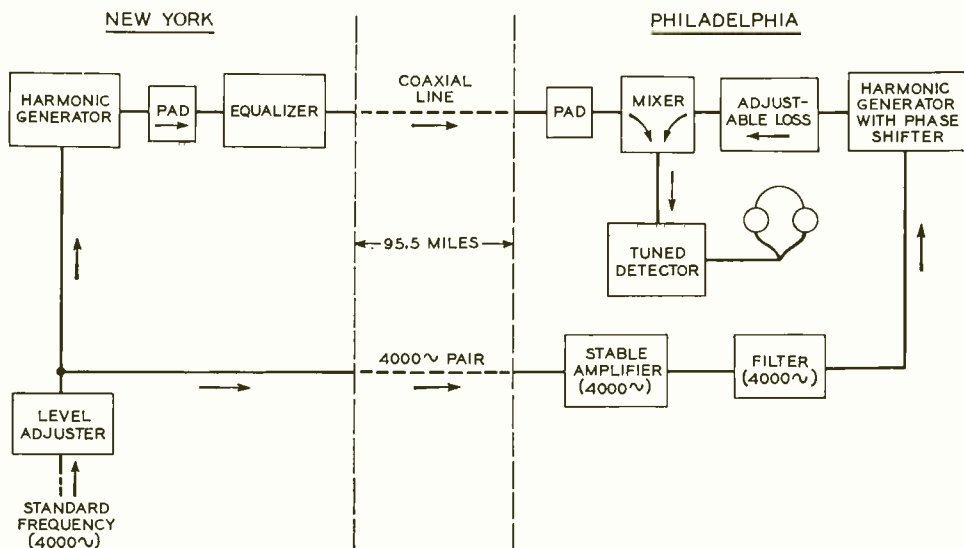 NEW YORK
PHILADELPHIA
HARMONIC
GENERATOR
PAD
EQUALIZER
COAXIAL
LINE
PAD
MIXER
ADJUST-
ABLE LOSS
HARMONIC
GENERATOR
WITH PHASE
SHIFTER
95.5 MILES
TUNED
DETECTOR
4000~ PAIR
STABLE
AMPLIFIER
(4000~)
FILTER
(4000~)
LEVEL
ADJUSTER
STANDARD
FREQUENCY
(4000~)